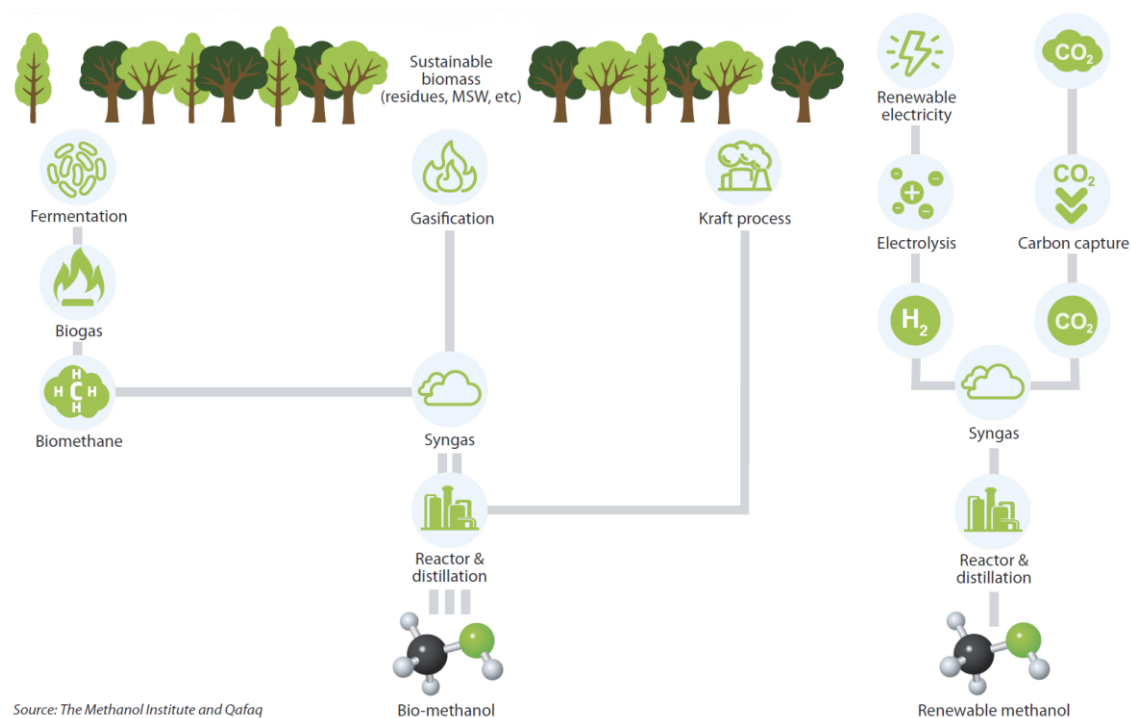 Sustainable
biomass
(residues, MSW, etc)
Renewable
electricity
CO₂
Fermentation
Gasification
Kraft process
CO₂
Electrolysis
Carbon capture
Biogas
H₂
CO₂
H
H C H
H
Biomethane
Syngas
Syngas
Reactor &
distillation
Reactor &
distillation
Source: The Methanol Institute and Qafaq
Bio-methanol
Renewable methanol